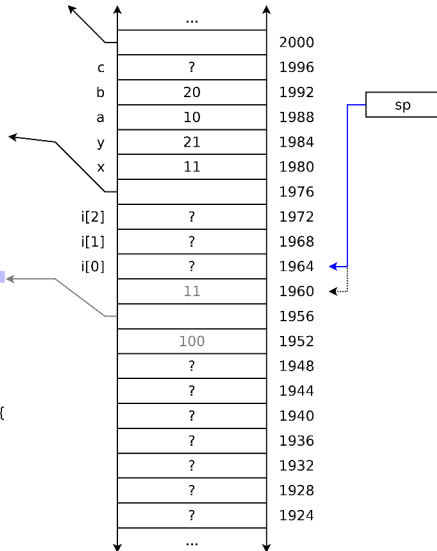 ...
2000
c ? 1996
b 20 1992
a 10 1988
sp
y 21 1984
x 11 1980
1976
i[2] ? 1972
i[1] ? 1968
i[0] ? 1964
11 1960
1956
100 1952
? 1948
? 1944
{
? 1940
? 1936
? 1932
? 1928
? 1924
...